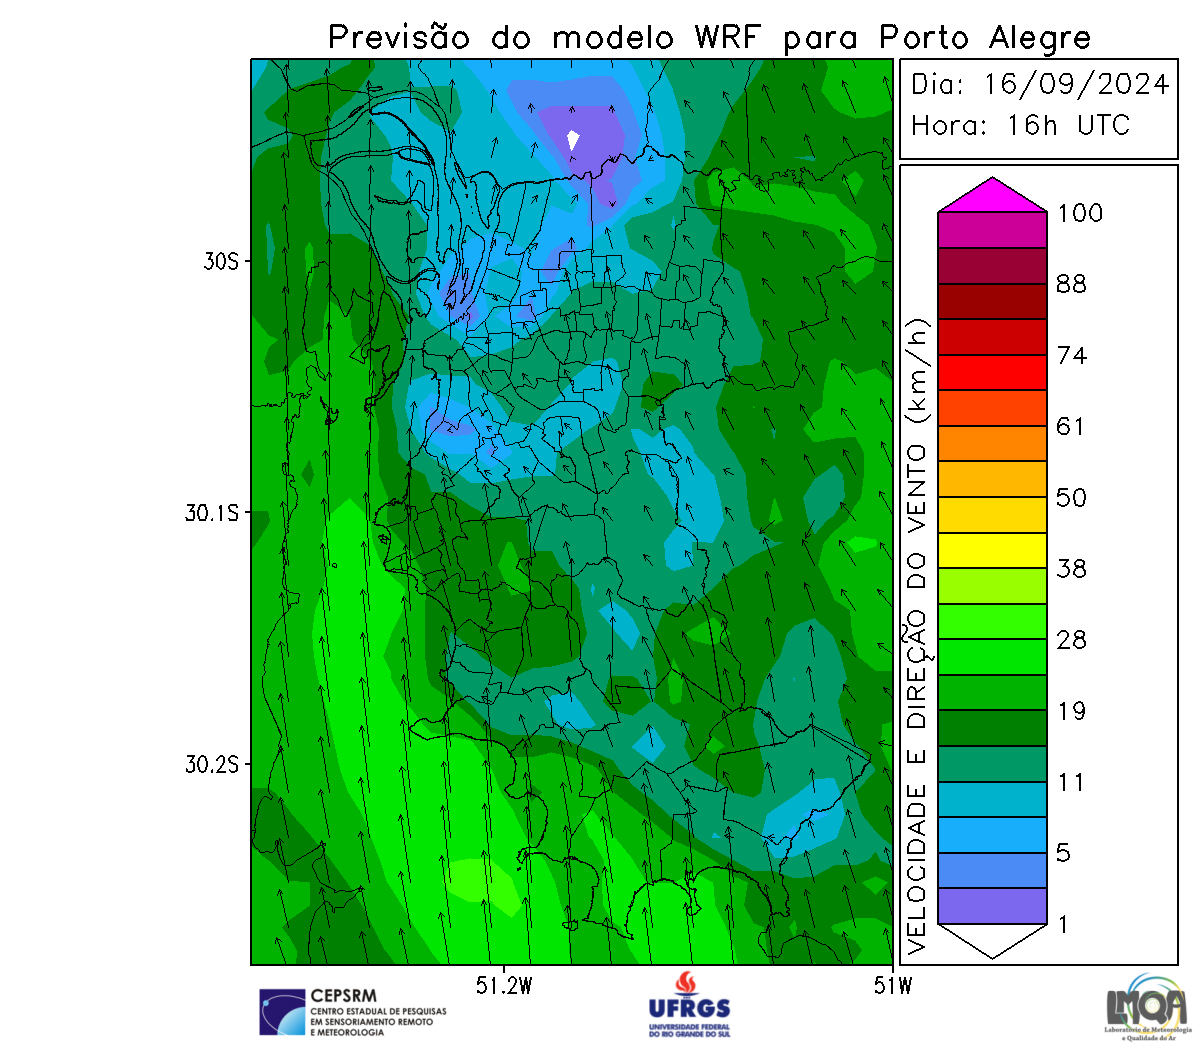 Previsão do modelo WRF para Porto Alegre
Dia: 16/09/2024
Hora: 16h UTC
30S
30.1S
30.2S
51.2W
51W
VELOCIDADE E DIREÇÃO DO VENTO (km/h)
100
88
74
61
50
38
28
19
11
5
1
CEPSRM
CENTRO ESTADUAL DE PESQUISAS
EM SENSORIAMENTO REMOTO
E METEOROLOGIA
UFRGS
UNIVERSIDADE FEDERAL
DO RIO GRANDE DO SUL
LMQA
Laboratório de Meteorologia
e Qualidade do Ar